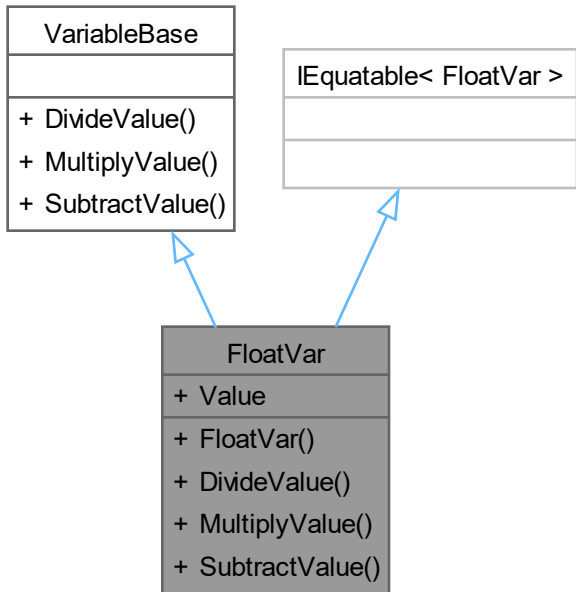 VariableBase
+ DivideValue()
+ MultiplyValue()
+ SubtractValue()
IEquatable< FloatVar >
FloatVar
+ Value
+ FloatVar()
+ DivideValue()
+ MultiplyValue()
+ SubtractValue()